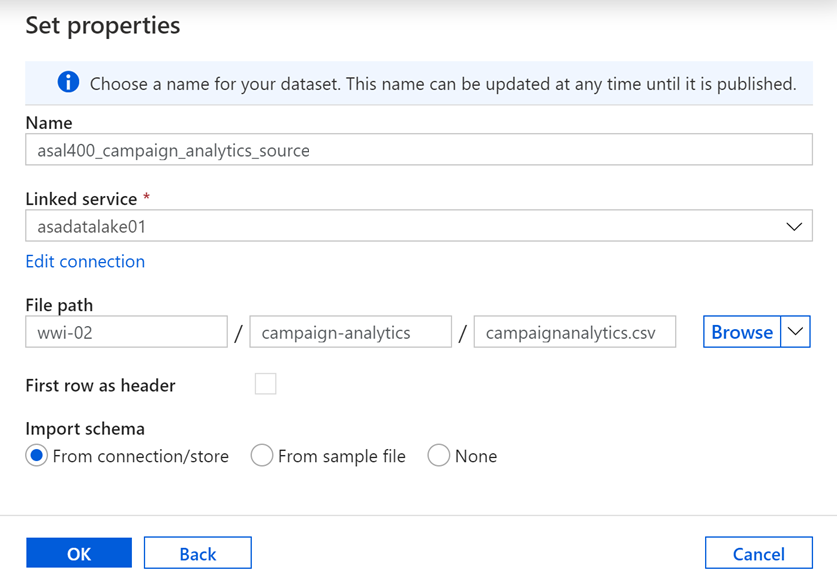 Set properties
Choose a name for your dataset. This name can be updated at any time until it is published.
Name
asal400_campaign_analytics_source
Linked service *
asadatalake01
Edit connection
File path
wwi-02 / campaign-analytics / campaignanalytics.csv Browse
First row as header
Import schema
From connection/store From sample file None
OK Back Cancel